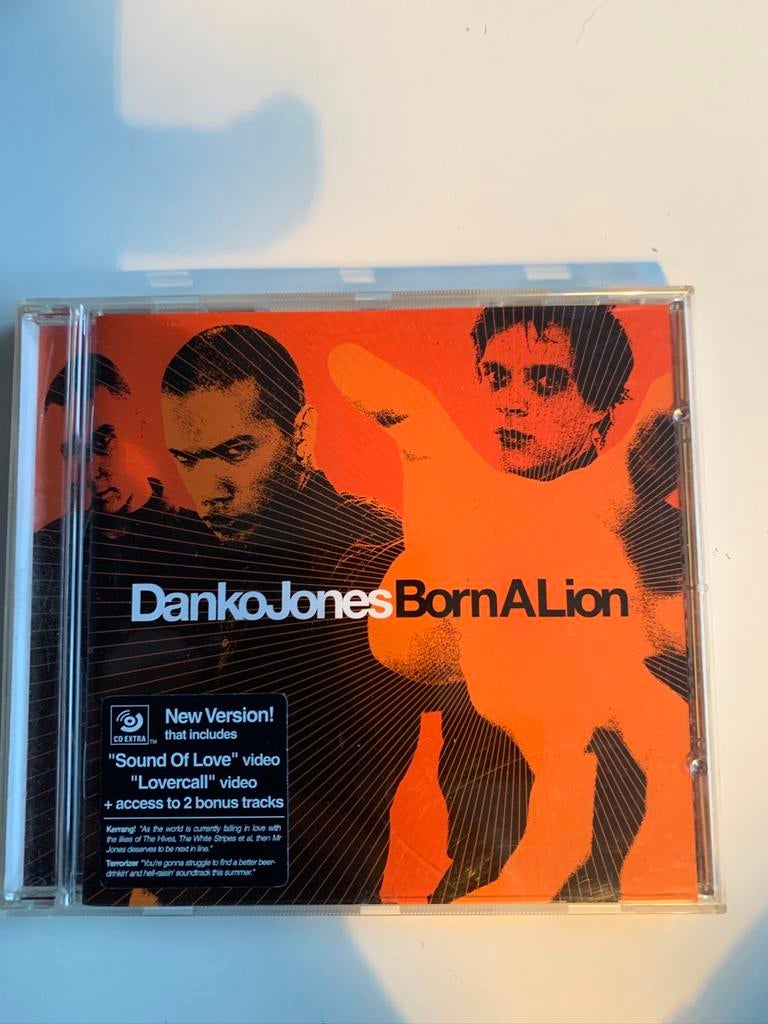 DankoJonesBornALion
CD EXTRA TM
New Version!
that includes
"Sound Of Love" video
"Lovercall" video
+ access to 2 bonus tracks
Kerrang! "As the world is currently falling in love with
the likes of The Hives, The White Stripes et al, then Mr
Jones deserves to be next in line."
Terrorizer "You're gonna struggle to find a better beer-
drinkin' and hell-raisin' soundtrack this summer."